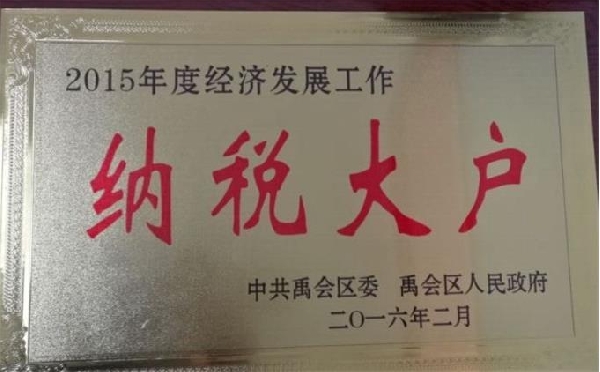 2015年度经济发展工作
纳税大户
中共禹会区委 禹会区人民政府
二〇一六年二月